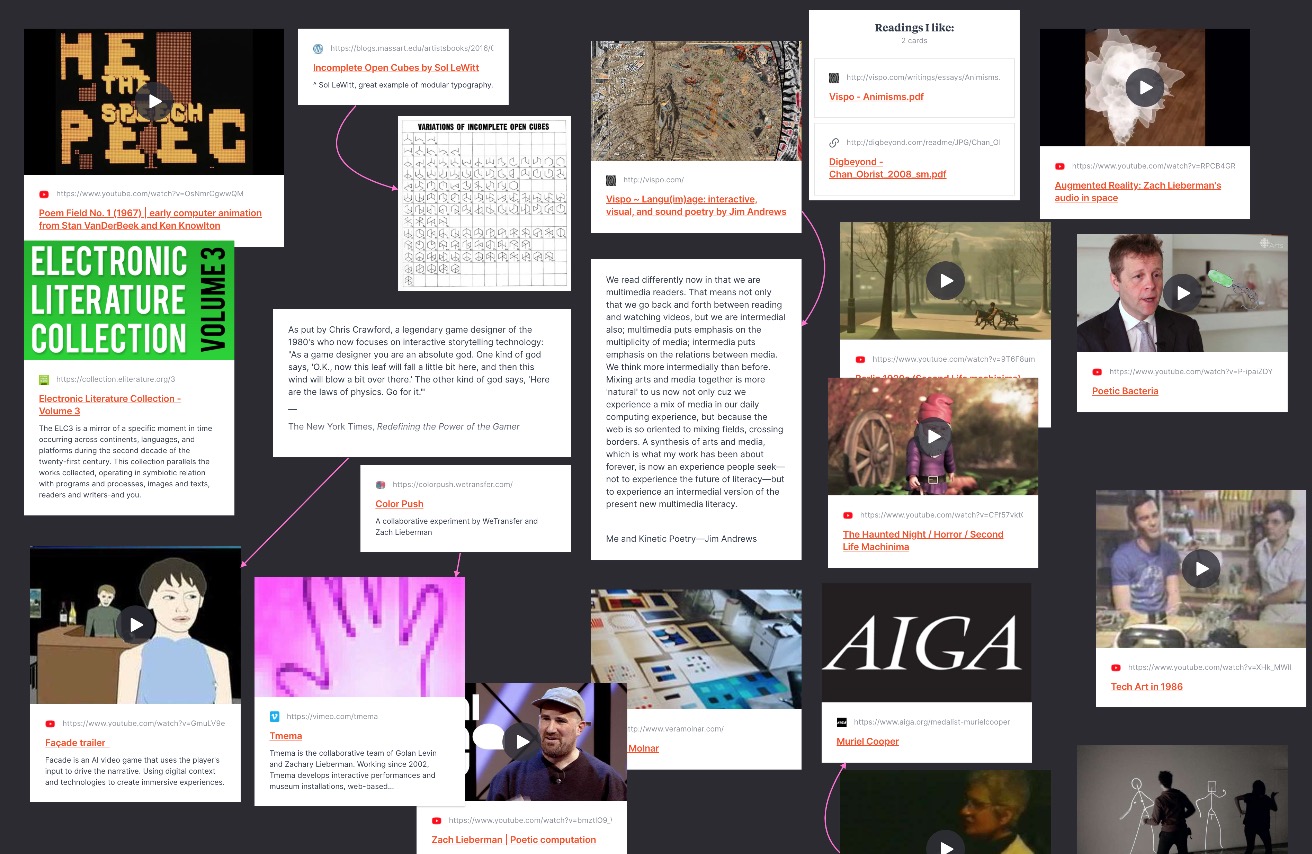 HE
THE
SPEECH
PEEC
https://www.youtube.com/watch?v=OsNmrCgwwQM
Poem Field No. 1 (1967) | early computer animation
from Stan VanDerBeek and Ken Knowlton
https://blogs.massart.edu/artistsbooks/2016/
Incomplete Open Cubes by Sol LeWitt
^ Sol LeWitt, great example of modular typography.
VARIATIONS OF INCOMPLETE OPEN CUBES
http://vispo.com/
Vispo ~ Langu(im)age: interactive,
visual, and sound poetry by Jim Andrews
Readings I like:
2 cards
http://vispo.com/writings/essays/Animisms.
Vispo - Animisms.pdf
http://digbeyond.com/readme/JPG/Chan_O
Digbeyond -
Chan_Obrist_2008_sm.pdf
https://www.youtube.com/watch?v=RPCB4GR
Augmented Reality: Zach Lieberman's
audio in space
ELECTRONIC
LITERATURE
COLLECTION
VOLUME 3
https://collection.eliterature.org/3
Electronic Literature Collection -
Volume 3
The ELC3 is a mirror of a specific moment in time
occurring across continents, languages, and
platforms during the second decade of the
twenty-first century. This collection parallels the
works collected, operating in symbiotic relation
with programs and processes, images and texts,
readers and writers-and you.
As put by Chris Crawford, a legendary game designer of the
1980's who now focuses on interactive storytelling technology:
"As a game designer you are an absolute god. One kind of god
says, 'O.K., now this leaf will fall a little bit here, and then this
wind will blow a bit over there.' The other kind of god says, 'Here
are the laws of physics. Go for it.'"
—
The New York Times, Redefining the Power of the Gamer
We read differently now in that we are
multimedia readers. That means not only
that we go back and forth between reading
and watching videos, but we are intermedial
also; multimedia puts emphasis on the
multiplicity of media; intermedia puts
emphasis on the relations between media.
We think more intermedially than before.
Mixing arts and media together is more
'natural' to us now not only cuz we
experience a mix of media in our daily
computing experience, but because the
web is so oriented to mixing fields, crossing
borders. A synthesis of arts and media,
which is what my work has been about
forever, is now an experience people seek—
not to experience the future of literacy—but
to experience an intermedial version of the
present new multimedia literacy.
Me and Kinetic Poetry—Jim Andrews
https://www.youtube.com/watch?v=9T6F8um
Berlin 1920s (Second Life machinima)
https://www.youtube.com/watch?v=P-ipaiZDY
Poetic Bacteria
https://colorpush.wetransfer.com/
Color Push
A collaborative experiment by WeTransfer and
Zach Lieberman
https://www.youtube.com/watch?v=CFf57vkt
The Haunted Night / Horror / Second
Life Machinima
https://www.youtube.com/watch?v=XHk_MWll
Tech Art in 1986
https://www.youtube.com/watch?v=GmuLV9e
Façade trailer
Facade is an AI video game that uses the player's
input to drive the narrative. Using digital context
and technologies to create immersive experiences.
https://vimeo.com/tmema
Tmema
Tmema is the collaborative team of Golan Levin
and Zachary Lieberman. Working since 2002,
Tmema develops interactive performances and
museum installations, web-based...
ttp://www.veramolnar.com/
Molnar
AIGA
https://www.aiga.org/medalist-murielcooper
Muriel Cooper
https://www.youtube.com/watch?v=bmztlO9_
Zach Lieberman | Poetic computation